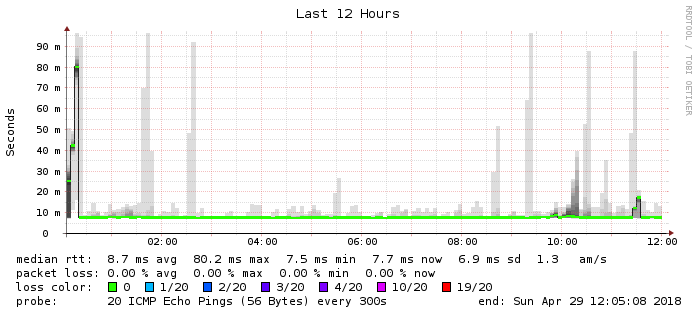 Last 12 Hours
RRDTOOL / TOBI OETIKER
Seconds
90 m
80 m
70 m
60 m
50 m
40 m
30 m
20 m
10 m
0
02:00 04:00 06:00 08:00 10:00 12:00
median rtt: 8.7 ms avg 80.2 ms max 7.5 ms min 7.7 ms now 6.9 ms sd 1.3 am/s
packet loss: 0.00 % avg 0.00 % max 0.00 % min 0.00 % now
loss color: 0 1/20 2/20 3/20 4/20 10/20 19/20
probe: 20 ICMP Echo Pings (56 Bytes) every 300s end: Sun Apr 29 12:05:08 2018